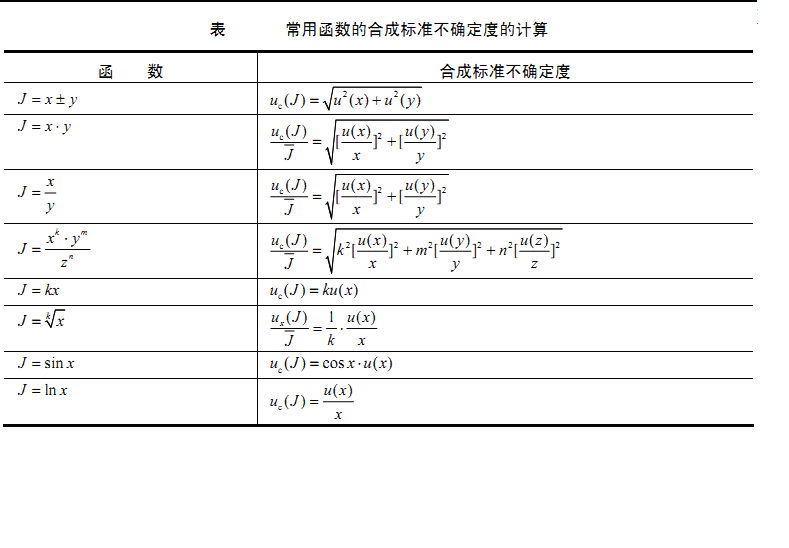 表 常用函数的合成标准不确定度的计算
函 数 合成标准不确定度
J = x ± y u_c(J) = √(u²(x) + u²(y))
J = x · y u_c(J)/J̅ = √([u(x)/x]² + [u(y)/y]²)
J = x/y u_c(J)/J̅ = √([u(x)/x]² + [u(y)/y]²)
J = (x^k · y^m)/z^n u_c(J)/J̅ = √(k²[u(x)/x]² + m²[u(y)/y]² + n²[u(z)/z]²)
J = kx u_c(J) = ku(x)
J = ᵏ√x u_x(J)/J̅ = 1/k · u(x)/x
J = sin x u_c(J) = cos x · u(x)
J = ln x u_c(J) = u(x)/x